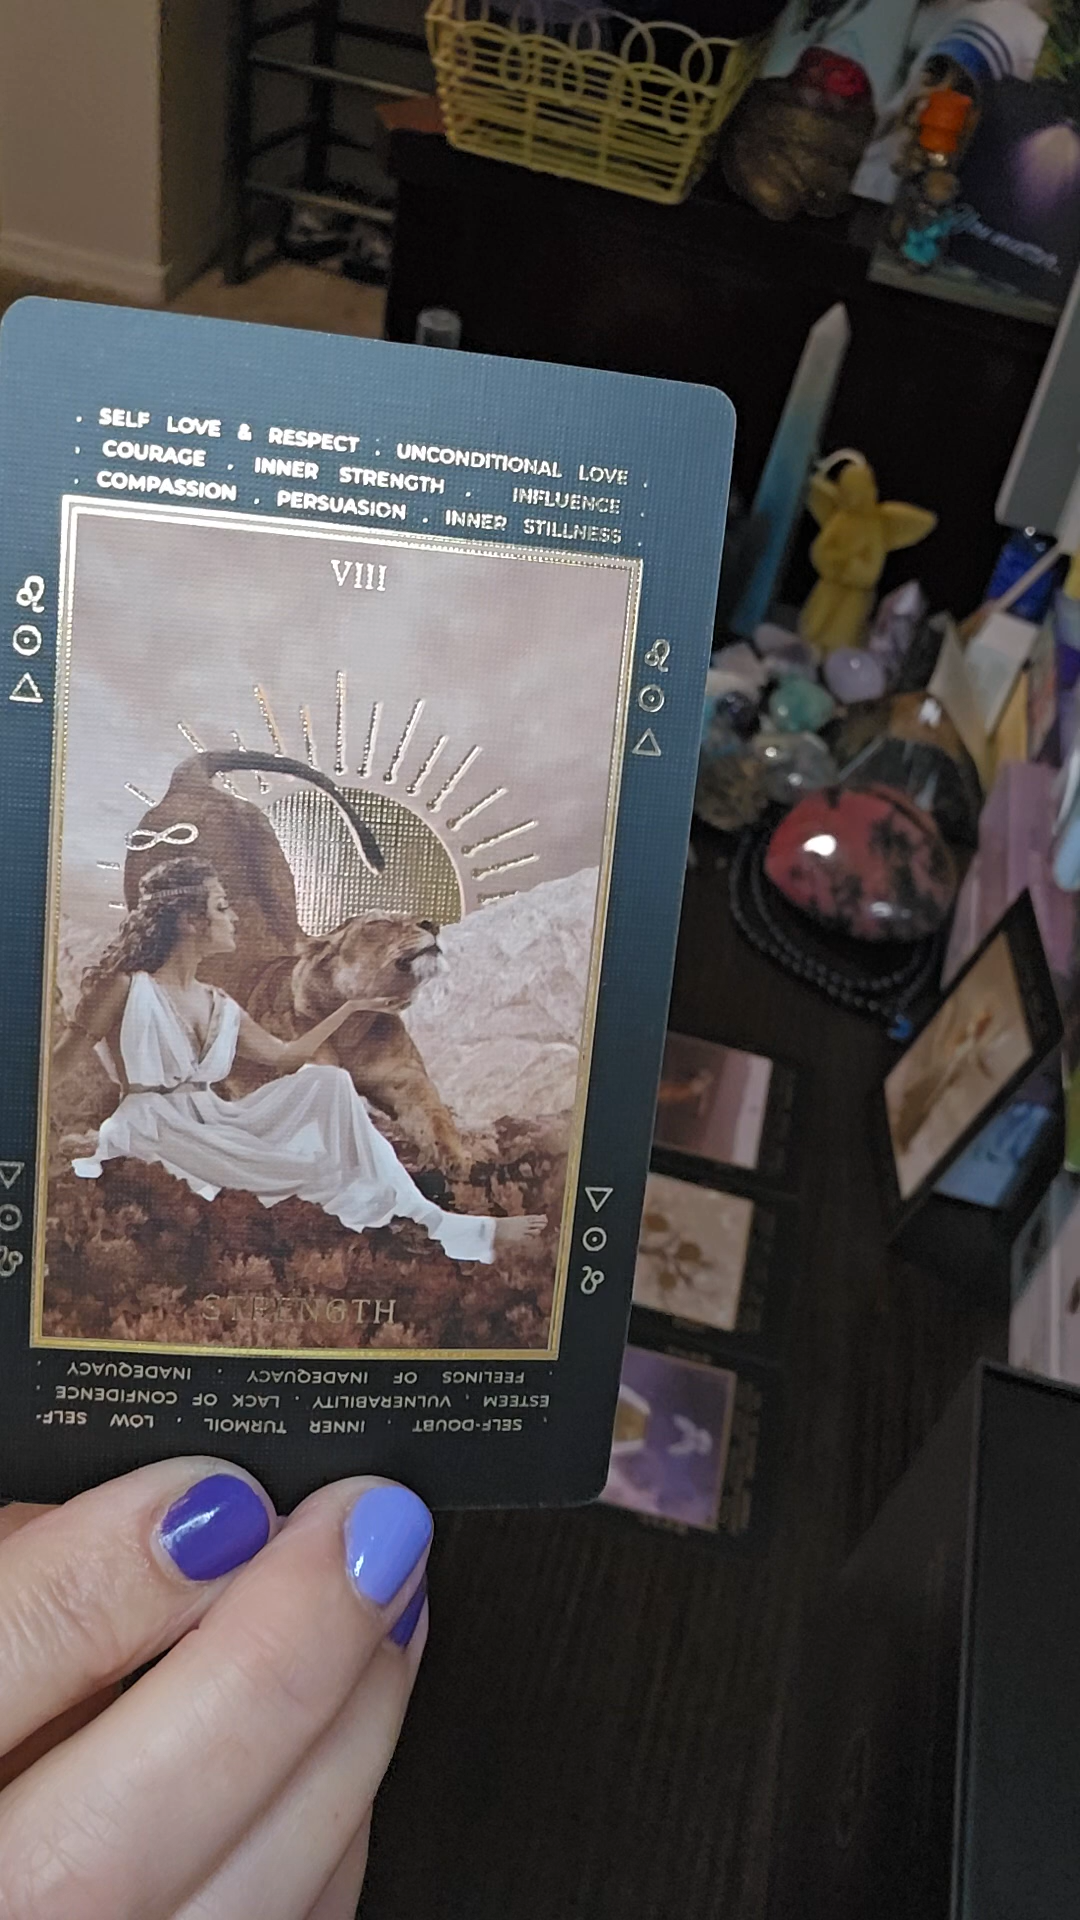 . SELF LOVE & RESPECT . UNCONDITIONAL LOVE .
. COURAGE . INNER STRENGTH . INFLUENCE .
. COMPASSION . PERSUASION . INNER STILLNESS .
VIII
STRENGTH
. SELF-DOUBT . INNER TURMOIL . LOW SELF-
ESTEEM . VULNERABILITY . LACK OF CONFIDENCE .
. FEELINGS OF INADEQUACY . INADEQUACY .